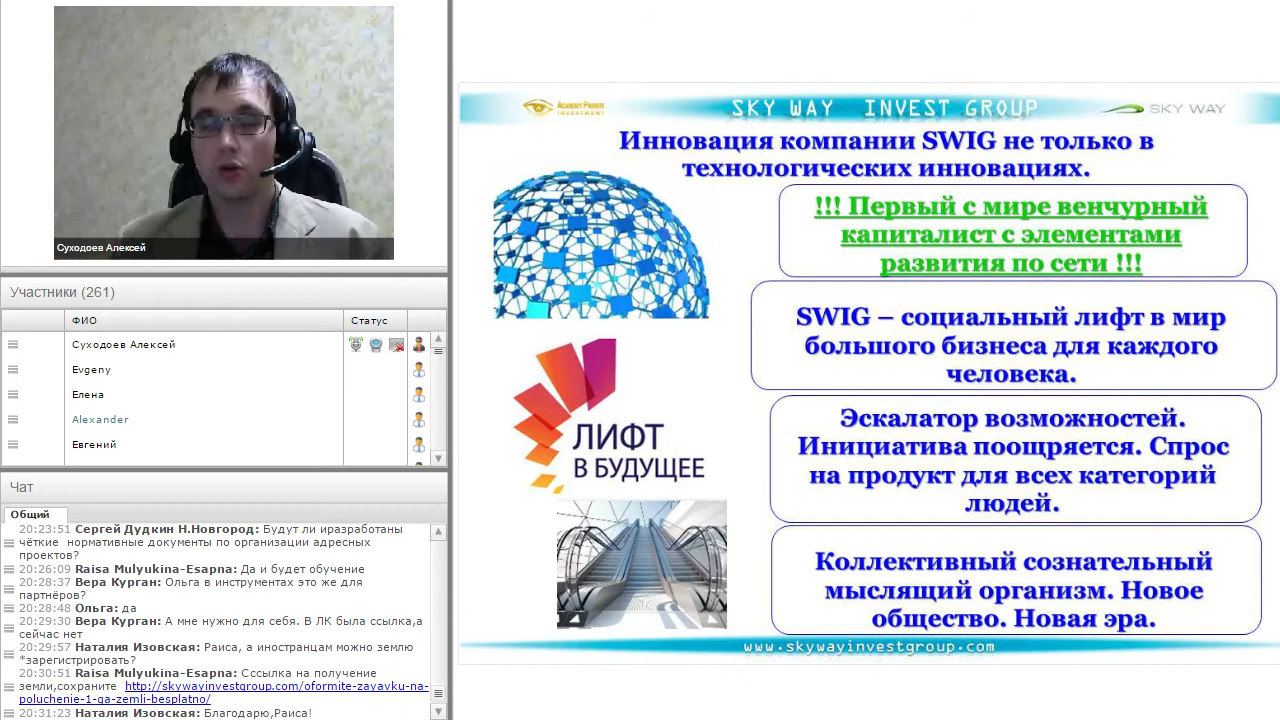 Суходоев Алексей
Участники (261)
ФИО
Статус
Суходоев Алексей
Evgeny
Елена
Alexander
Евгений
Чат
Общий
20:23:51 Сергей Дудкин Н.Новгород: Будут ли иразработаны
чёткие нормативные документы по организации адресных
проектов?
20:26:09 Raisa Mulyukina-Esapna: Да и будет обучение
20:28:37 Вера Курган: Ольга в инструментах это же для
партнёров?
20:28:48 Ольга: да
20:29:30 Вера Курган: А мне нужно для себя. В ЛК была ссылка,а
сейчас нет
20:29:57 Наталия Изовская: Раиса, а иностранцам можно землю
*зарегистрировать?
20:30:51 Raisa Mulyukina-Esapna: Сссылка на получение
земли,сохраните http://skywayinvestgroup.com/oformite-zayavku-na-
poluchenie-1-ga-zemli-besplatno/
20:31:23 Наталия Изовская: Благодарю,Раиса!
ACADEMY PRIVATE
INVESTMENT
SKY WAY INVEST GROUP
SKY WAY
Инновация компании SWIG не только в
технологических инновациях.
!!! Первый с мире венчурный
капиталист с элементами
развития по сети !!!
SWIG – социальный лифт в мир
большого бизнеса для каждого
человека.
ЛИФТ
В БУДУЩЕЕ
Эскалатор возможностей.
Инициатива поощряется. Спрос
на продукт для всех категорий
людей.
Коллективный сознательный
мыслящий организм. Новое
общество. Новая эра.
www.skywayinvestgroup.com